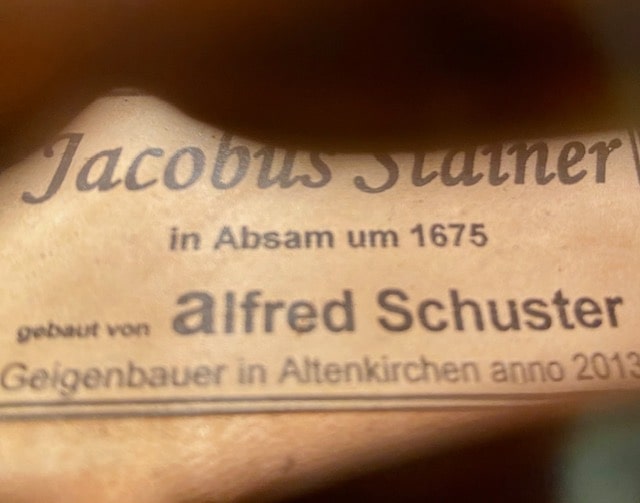 Jacobus Stainer
in Absam um 1675
gebaut von alfred Schuster
Geigenbauer in Altenkirchen anno 2013